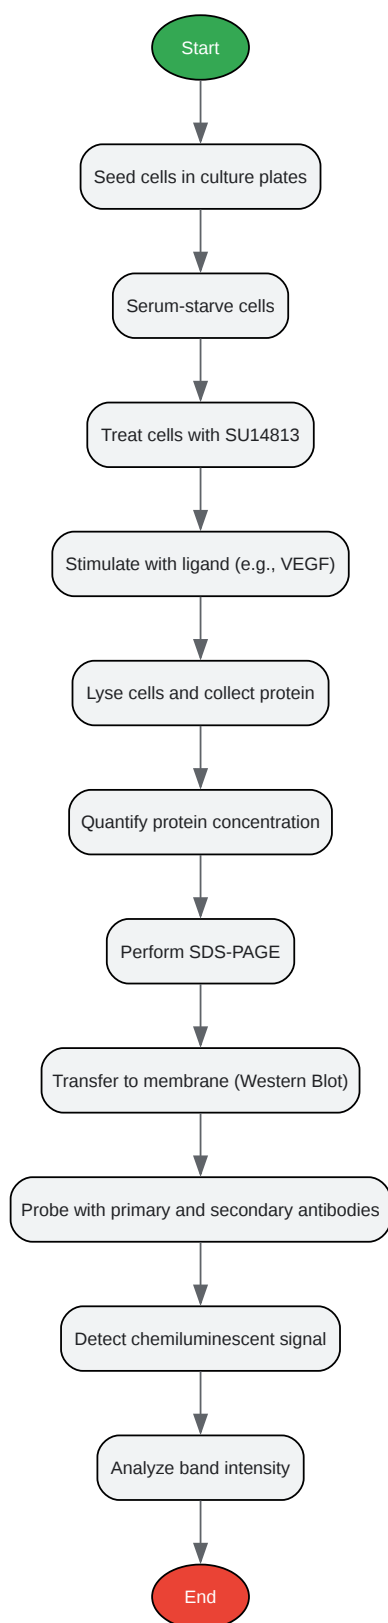 Start
Seed cells in culture plates
Serum-starve cells
Treat cells with SU14813
Stimulate with ligand (e.g., VEGF)
Lyse cells and collect protein
Quantify protein concentration
Perform SDS-PAGE
Transfer to membrane (Western Blot)
Probe with primary and secondary antibodies
Detect chemiluminescent signal
Analyze band intensity
End